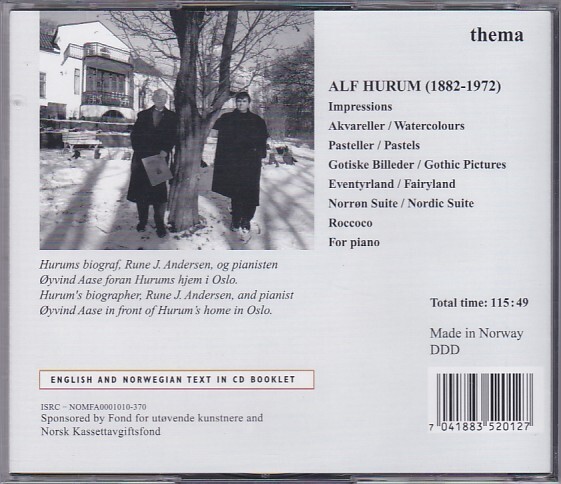 thema
ALF HURUM (1882-1972)
Impressions
Akvareller / Watercolours
Pasteller / Pastels
Gotiske Billeder / Gothic Pictures
Eventyrland / Fairyland
Norrøn Suite / Nordic Suite
Roccoco
For piano
Hurums biograf, Rune J. Andersen, og pianisten
Øyvind Aase foran Hurums hjem i Oslo.
Hurum's biographer, Rune J. Andersen, and pianist
Øyvind Aase in front of Hurum's home in Oslo.
Total time: 115:49
Made in Norway
DDD
ENGLISH AND NORWEGIAN TEXT IN CD BOOKLET
ISRC – NOMFA0001010-370
Sponsored by Fond for utøvende kunstnere and
Norsk Kassettavgiftsfond
7 041883 520127